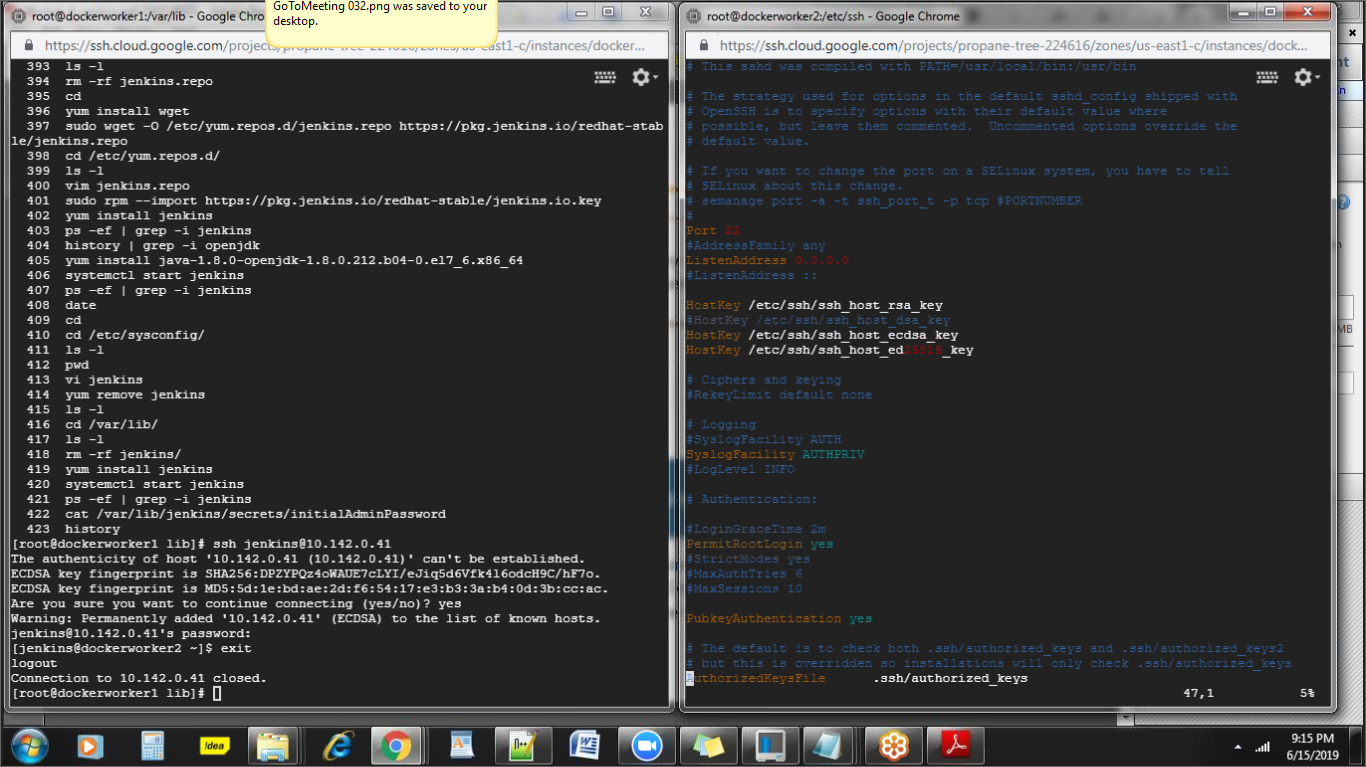 root@dockerworker1:/var/lib - Google Chro
GoToMeeting 032.png was saved to your
desktop.
https://ssh.cloud.google.com/projects/propane-tree-224616/zones/us-east1-c/instances/docker...
393 ls -l
394 rm -rf jenkins.repo
395 cd
396 yum install wget
397 sudo wget -O /etc/yum.repos.d/jenkins.repo https://pkg.jenkins.io/redhat-stab
le/jenkins.repo
398 cd /etc/yum.repos.d/
399 ls -l
400 vim jenkins.repo
401 sudo rpm --import https://pkg.jenkins.io/redhat-stable/jenkins.io.key
402 yum install jenkins
403 ps -ef | grep -i jenkins
404 history | grep -i openjdk
405 yum install java-1.8.0-openjdk-1.8.0.212.b04-0.el7_6.x86_64
406 systemctl start jenkins
407 ps -ef | grep -i jenkins
408 date
409 cd
410 cd /etc/sysconfig/
411 ls -l
412 pwd
413 vi jenkins
414 yum remove jenkins
415 ls -l
416 cd /var/lib/
417 ls -l
418 rm -rf jenkins/
419 yum install jenkins
420 systemctl start jenkins
421 ps -ef | grep -i jenkins
422 cat /var/lib/jenkins/secrets/initialAdminPassword
423 history
[root@dockerworker1 lib]# ssh jenkins@10.142.0.41
The authenticity of host '10.142.0.41 (10.142.0.41)' can't be established.
ECDSA key fingerprint is SHA256:DPZYPQz4oWAUE7cLYI/eJiq5d6Vfk4l6odcH9C/hF7o.
ECDSA key fingerprint is MD5:5d:1e:bd:ae:2d:f6:54:17:e3:b3:3a:b4:0d:3b:cc:ac.
Are you sure you want to continue connecting (yes/no)? yes
Warning: Permanently added '10.142.0.41' (ECDSA) to the list of known hosts.
jenkins@10.142.0.41's password:
[jenkins@dockerworker2 ~]$ exit
logout
Connection to 10.142.0.41 closed.
[root@dockerworker1 lib]#
root@dockerworker2:/etc/ssh - Google Chrome
https://ssh.cloud.google.com/projects/propane-tree-224616/zones/us-east1-c/instances/dock...
# This sshd was compiled with PATH=/usr/local/bin:/usr/bin
# The strategy used for options in the default sshd_config shipped with
# OpenSSH is to specify options with their default value where
# possible, but leave them commented. Uncommented options override the
# default value.
# If you want to change the port on a SELinux system, you have to tell
# SELinux about this change.
# semanage port -a -t ssh_port_t -p tcp #PORTNUMBER
#
Port 22
#AddressFamily any
ListenAddress 0.0.0.0
#ListenAddress ::
HostKey /etc/ssh/ssh_host_rsa_key
#HostKey /etc/ssh/ssh_host_dsa_key
HostKey /etc/ssh/ssh_host_ecdsa_key
HostKey /etc/ssh/ssh_host_ed25519_key
# Ciphers and keying
#RekeyLimit default none
# Logging
#SyslogFacility AUTH
SyslogFacility AUTHPRIV
#LogLevel INFO
# Authentication:
#LoginGraceTime 2m
PermitRootLogin yes
#StrictModes yes
#MaxAuthTries 6
#MaxSessions 10
PubkeyAuthentication yes
# The default is to check both .ssh/authorized_keys and .ssh/authorized_keys2
# but this is overridden so installations will only check .ssh/authorized_keys
AuthorizedKeysFile .ssh/authorized_keys
47,1 5%
MB
!dea
9:15 PM
6/15/2019